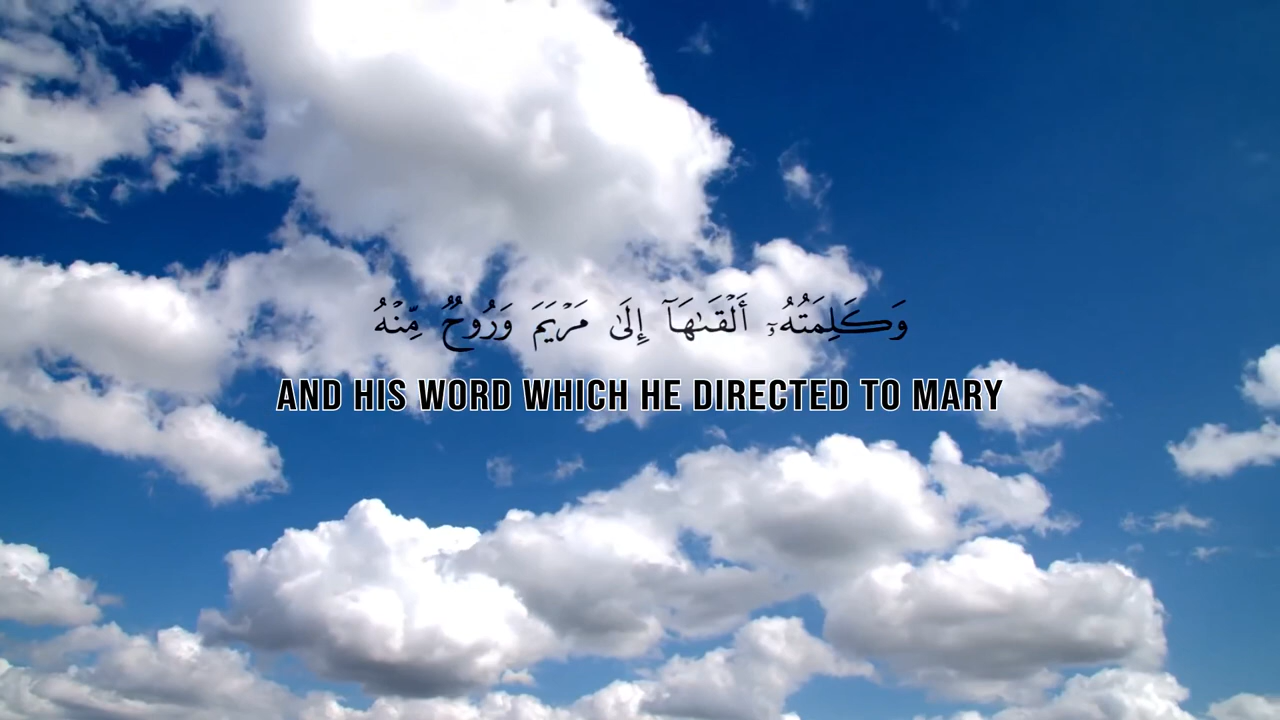 وَكَلِمَتُهُۥٓ أَلْقَىٰهَآ إِلَىٰ مَرْيَمَ وَرُوحٌ مِّنْهُ
AND HIS WORD WHICH HE DIRECTED TO MARY